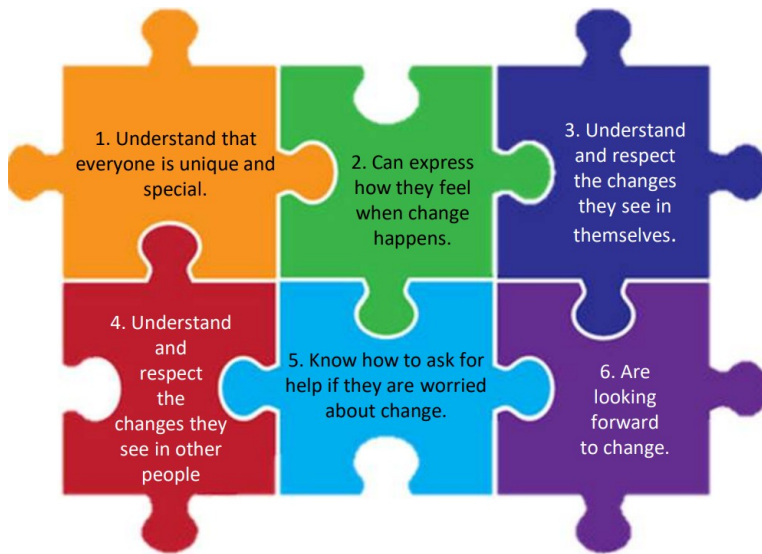 1. Understand that
everyone is unique and
special.
2. Can express
how they feel
when change
happens.
3. Understand
and respect
the changes
they see in
themselves.
4. Understand
and
respect
the
changes they
see in other
people
5. Know how to ask for
help if they are worried
about change.
6. Are
looking
forward
to change.